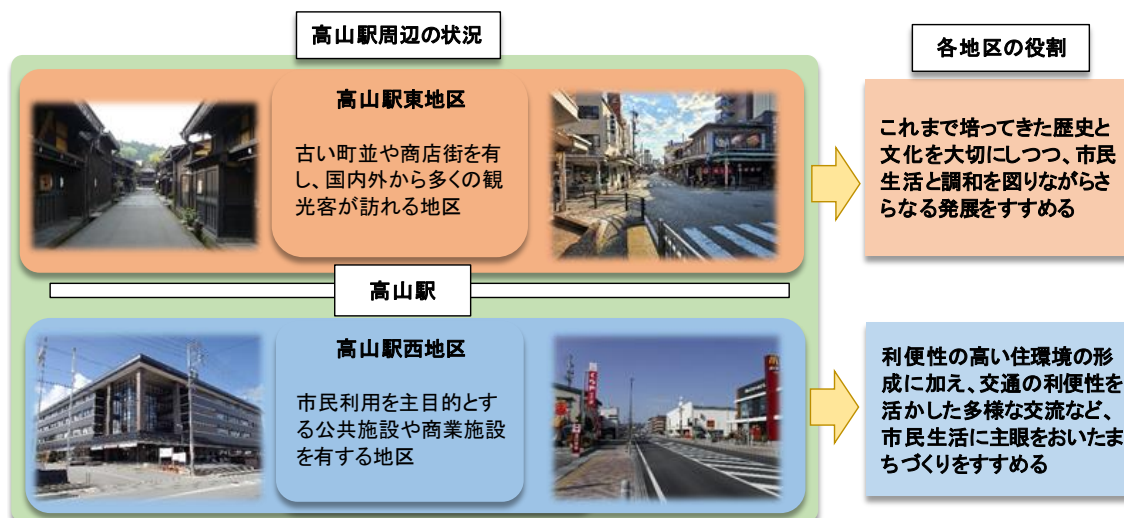 高山駅周辺の状況
各地区の役割
高山駅東地区
古い町並や商店街を有
し、国内外から多くの観
光客が訪れる地区
これまで培ってきた歴史と
文化を大切にしつつ、市民
生活と調和を図りながらさ
らなる発展をすすめる
高山駅
高山駅西地区
市民利用を主目的とす
る公共施設や商業施設
を有する地区
利便性の高い住環境の形
成に加え、交通の利便性を
活かした多様な交流など、
市民生活に主眼をおいたま
ちづくりをすすめる